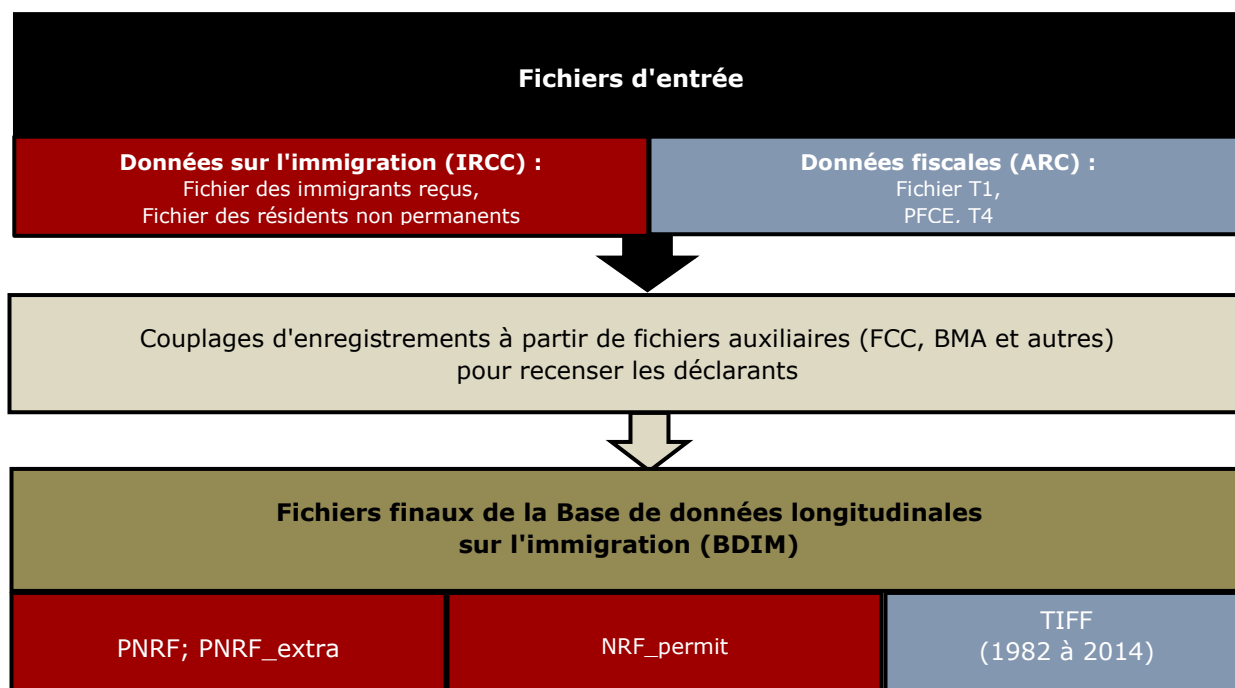 Fichiers d'entrée
Données sur l'immigration (IRCC) :
Fichier des immigrants reçus,
Fichier des résidents non permanents
Données fiscales (ARC) :
Fichier T1,
PFCE. T4
Couplages d'enregistrements à partir de fichiers auxiliaires (FCC, BMA et autres)
pour recenser les déclarants
Fichiers finaux de la Base de données longitudinales
sur l'immigration (BDIM)
PNRF; PNRF_extra
NRF_permit
TIFF
(1982 à 2014)